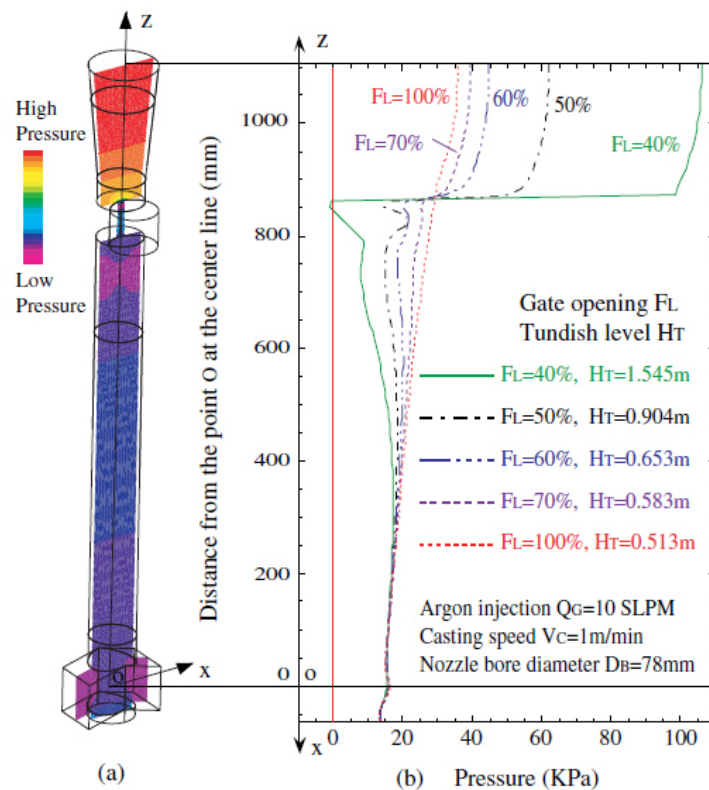 z
High
Pressure
Low
Pressure
O
x
(a)
Distance from the point O at the center line (mm)
z
1000
800
600
400
200
0
o
x
FL=100%
60%
50%
FL=70%
FL=40%
Gate opening FL
Tundish level HT
FL=40%, HT=1.545m
FL=50%, HT=0.904m
FL=60%, HT=0.653m
FL=70%, HT=0.583m
FL=100%, HT=0.513m
Argon injection QG=10 SLPM
Casting speed VC=1m/min
Nozzle bore diameter DB=78mm
0 20 40 60 80 100
(b) Pressure (KPa)